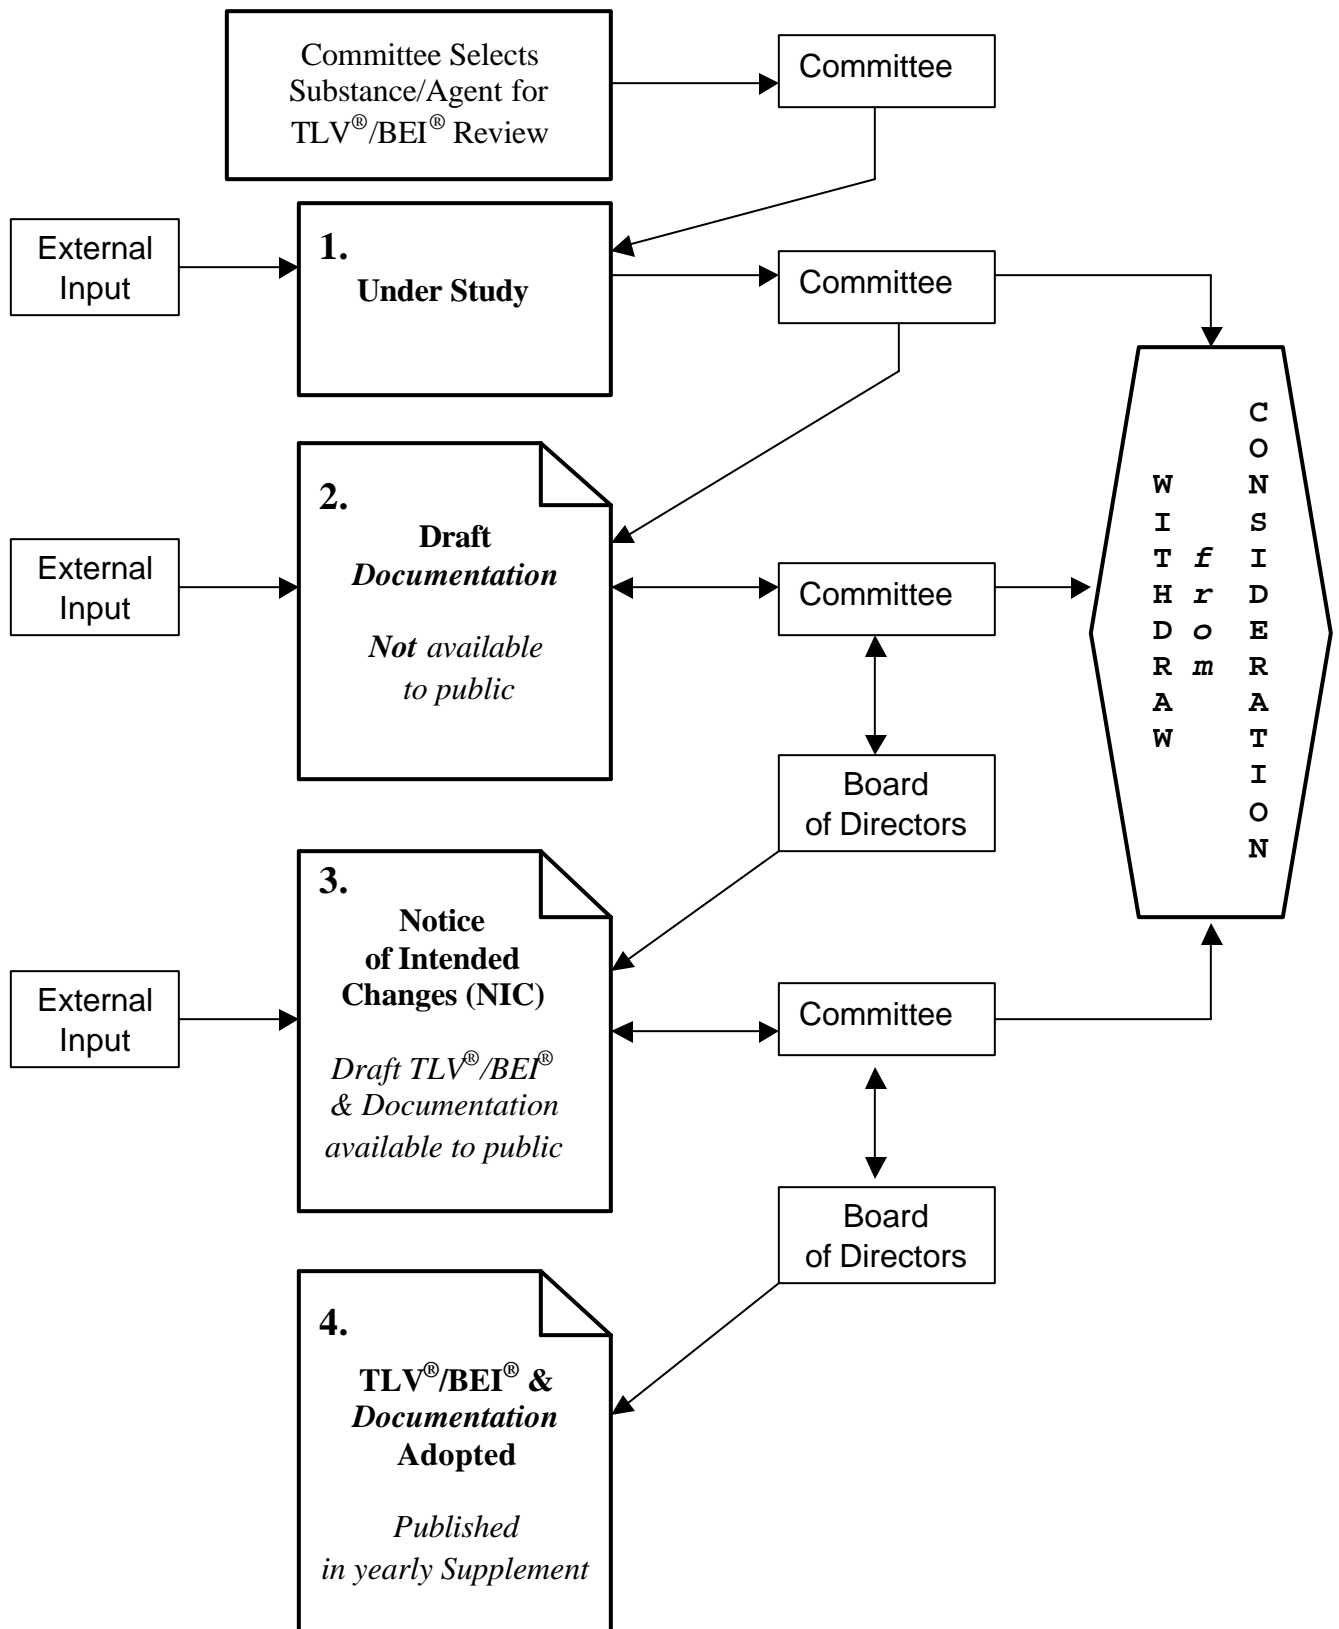 Committee Selects
Substance/Agent for
TLV®/BEI® Review
Committee
External
Input
1.
Under Study
Committee
2.
Draft
Documentation
Not available
to public
External
Input
Committee
WITHDRAW
from
CONSIDERATION
Board
of Directors
3.
Notice
of Intended
Changes (NIC)
Draft TLV®/BEI®
& Documentation
available to public
External
Input
Committee
Board
of Directors
4.
TLV®/BEI® &
Documentation
Adopted
Published
in yearly Supplement